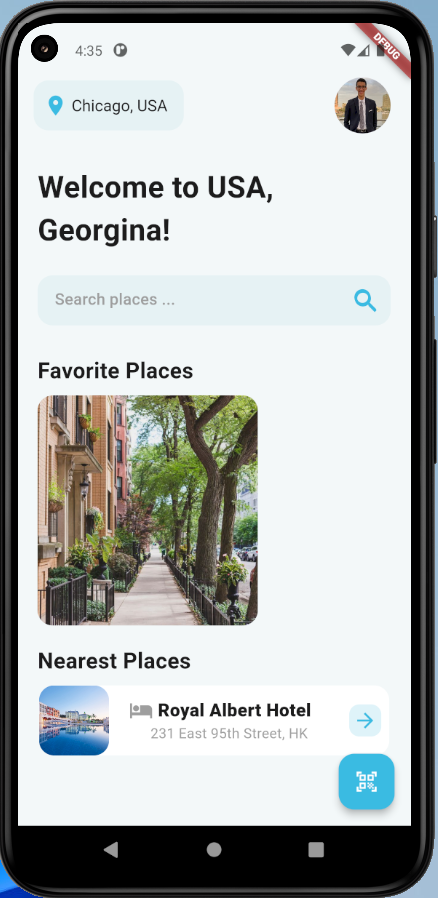 4:35
DEBUG
Chicago, USA
Welcome to USA,
Georgina!
Search places ...
Favorite Places
Nearest Places
Royal Albert Hotel
231 East 95th Street, HK